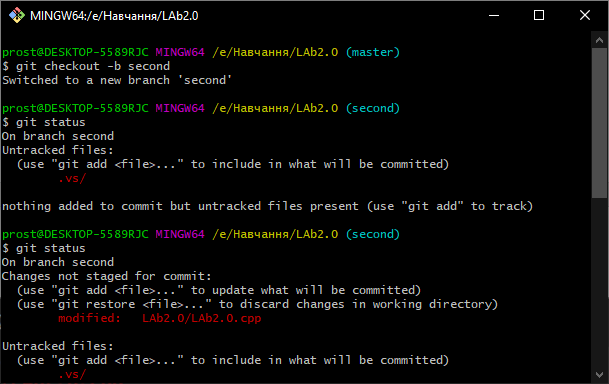 MINGW64:/e/Навчання/LAb2.0
prost@DESKTOP-5589RJC MINGW64 /e/Навчання/LAb2.0 (master)
$ git checkout -b second
Switched to a new branch 'second'
prost@DESKTOP-5589RJC MINGW64 /e/Навчання/LAb2.0 (second)
$ git status
On branch second
Untracked files:
  (use "git add <file>..." to include in what will be committed)
        .vs/
nothing added to commit but untracked files present (use "git add" to track)
prost@DESKTOP-5589RJC MINGW64 /e/Навчання/LAb2.0 (second)
$ git status
On branch second
Changes not staged for commit:
  (use "git add <file>..." to update what will be committed)
  (use "git restore <file>..." to discard changes in working directory)
        modified:   LAb2.0/LAb2.0.cpp
Untracked files:
  (use "git add <file>..." to include in what will be committed)
        .vs/